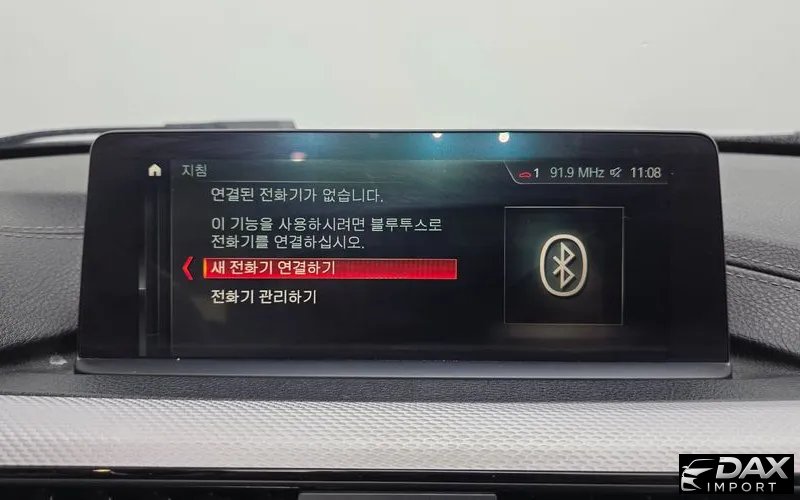 지침
1 91.9 MHz 11:08
연결된 전화기가 없습니다.
이 기능을 사용하시려면 블루투스로
전화기를 연결하십시오.
새 전화기 연결하기
전화기 관리하기
DAX
IMPORT